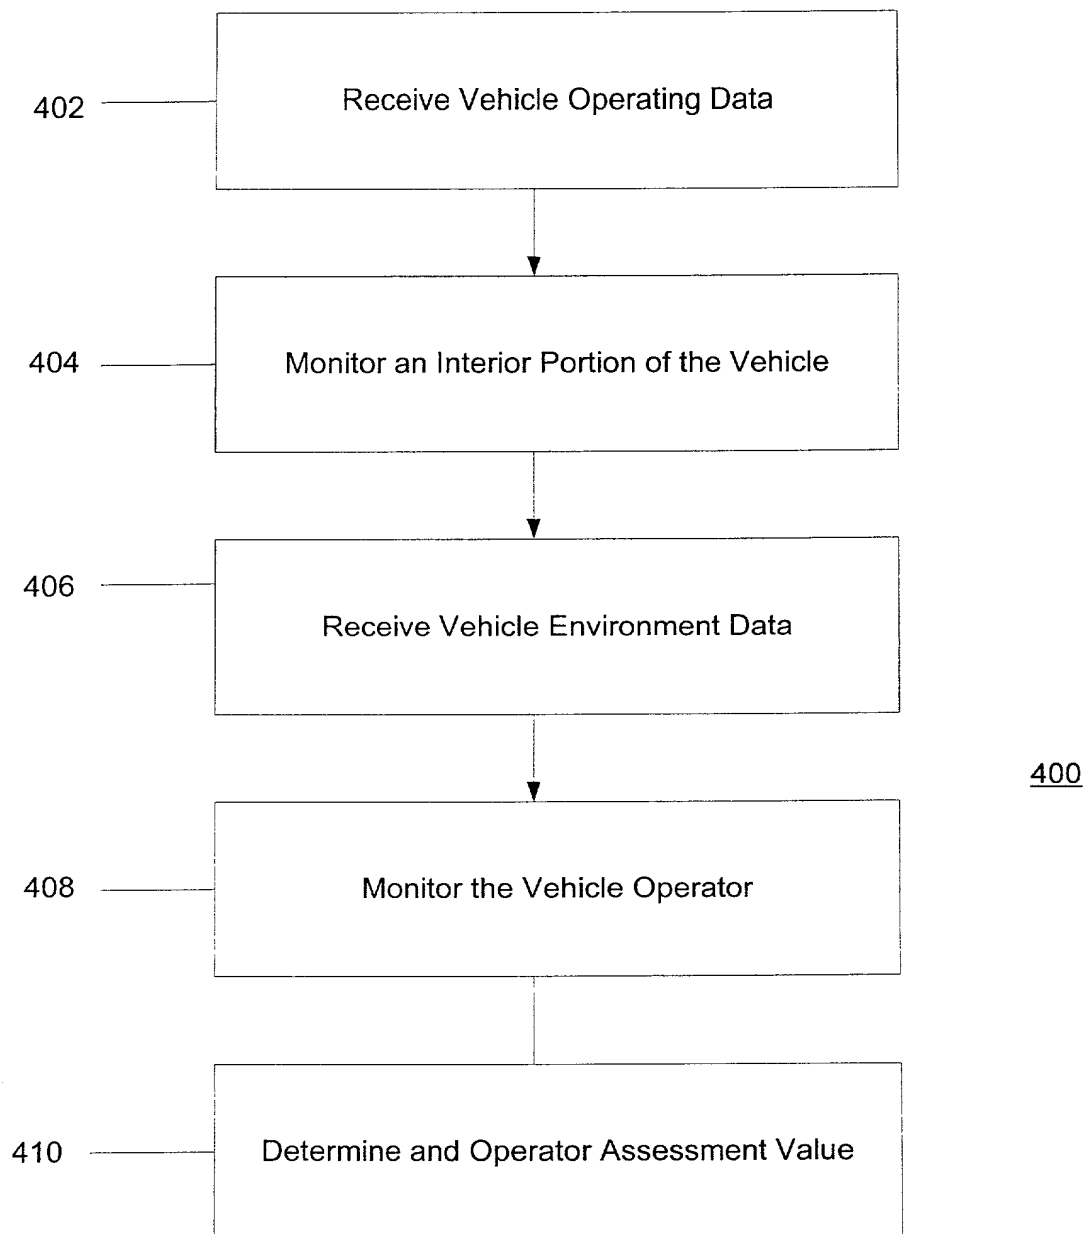 402
Receive Vehicle Operating Data
404
Monitor an Interior Portion of the Vehicle
406
Receive Vehicle Environment Data
400
408
Monitor the Vehicle Operator
410
Determine and Operator Assessment Value